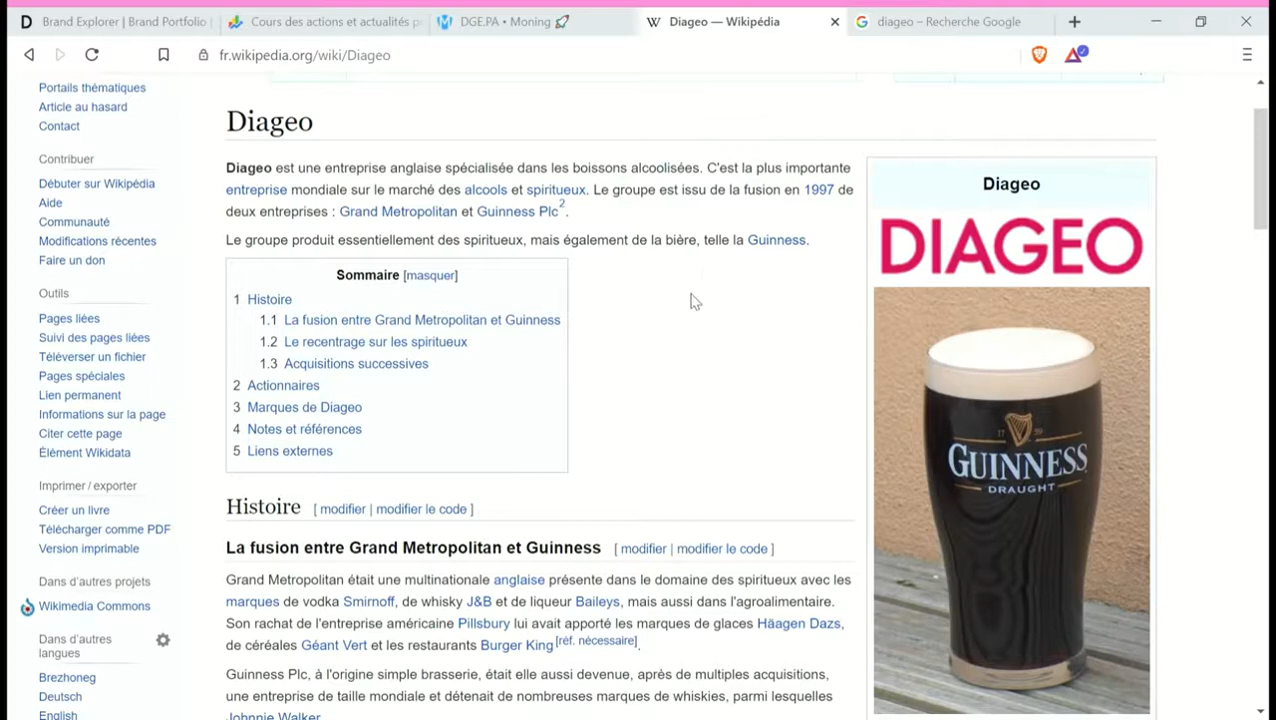 Brand Explorer | Brand Portfolio |
Cours des actions et actualités
DGE.PA • Moning
Diageo — Wikipédia
diageo – Recherche Google
fr.wikipedia.org/wiki/Diageo
Portails thématiques
Article au hasard
Contact
Contribuer
Débuter sur Wikipédia
Aide
Communauté
Modifications récentes
Faire un don
Outils
Pages liées
Suivi des pages liées
Téléverser un fichier
Pages spéciales
Lien permanent
Informations sur la page
Citer cette page
Élément Wikidata
Imprimer / exporter
Créer un livre
Télécharger comme PDF
Version imprimable
Dans d'autres projets
Wikimedia Commons
Dans d'autres
langues
Brezhoneg
Deutsch
English
Diageo
Diageo est une entreprise anglaise spécialisée dans les boissons alcoolisées. C'est la plus importante
entreprise mondiale sur le marché des alcools et spiritueux. Le groupe est issu de la fusion en 1997 de
deux entreprises : Grand Metropolitan et Guinness Plc2.
Le groupe produit essentiellement des spiritueux, mais également de la bière, telle la Guinness.
Sommaire [masquer]
1 Histoire
1.1 La fusion entre Grand Metropolitan et Guinness
1.2 Le recentrage sur les spiritueux
1.3 Acquisitions successives
2 Actionnaires
3 Marques de Diageo
4 Notes et références
5 Liens externes
Histoire [ modifier | modifier le code ]
La fusion entre Grand Metropolitan et Guinness [ modifier | modifier le code ]
Grand Metropolitan était une multinationale anglaise présente dans le domaine des spiritueux avec les
marques de vodka Smirnoff, de whisky J&B et de liqueur Baileys, mais aussi dans l'agroalimentaire.
Son rachat de l'entreprise américaine Pillsbury lui avait apporté les marques de glaces Häagen Dazs,
de céréales Géant Vert et les restaurants Burger King[réf. nécessaire].
Guinness Plc, à l'origine simple brasserie, était elle aussi devenue, après de multiples acquisitions,
une entreprise de taille mondiale et détenait de nombreuses marques de whiskies, parmi lesquelles
Johnnie Walker.
Diageo
DIAGEO
17 59
GUINNESS
DRAUGHT